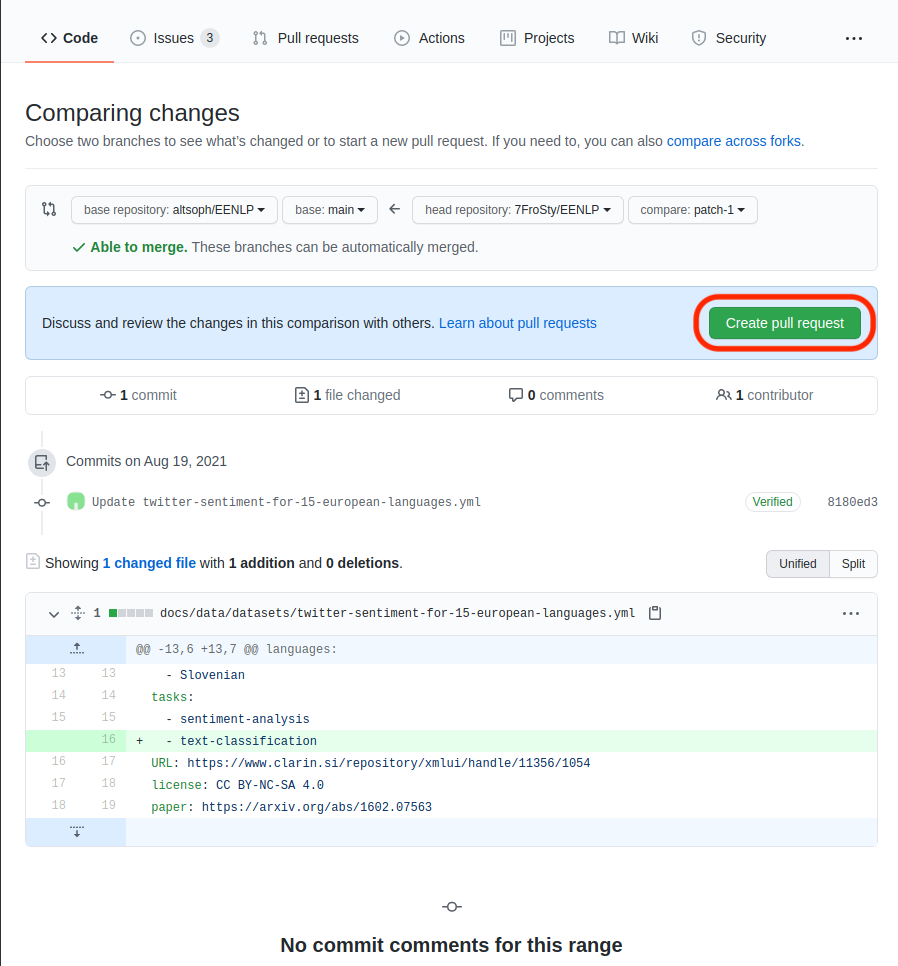 Code Issues 3 Pull requests Actions Projects Wiki Security
Comparing changes
Choose two branches to see what's changed or to start a new pull request. If you need to, you can also compare across forks.
base repository: altsoph/EENLP base: main head repository: 7FroSty/EENLP compare: patch-1
Able to merge. These branches can be automatically merged.
Discuss and review the changes in this comparison with others. Learn about pull requests Create pull request
1 commit 1 file changed 0 comments 1 contributor
Commits on Aug 19, 2021
Update twitter-sentiment-for-15-european-languages.yml Verified 8180ed3
Showing 1 changed file with 1 addition and 0 deletions. Unified Split
1 docs/data/datasets/twitter-sentiment-for-15-european-languages.yml
@@ -13,6 +13,7 @@ languages:
13 13 - Slovenian
14 14 tasks:
15 15 - sentiment-analysis
16 + - text-classification
16 17 URL: https://www.clarin.si/repository/xmlui/handle/11356/1054
17 18 license: CC BY-NC-SA 4.0
18 19 paper: https://arxiv.org/abs/1602.07563
No commit comments for this range